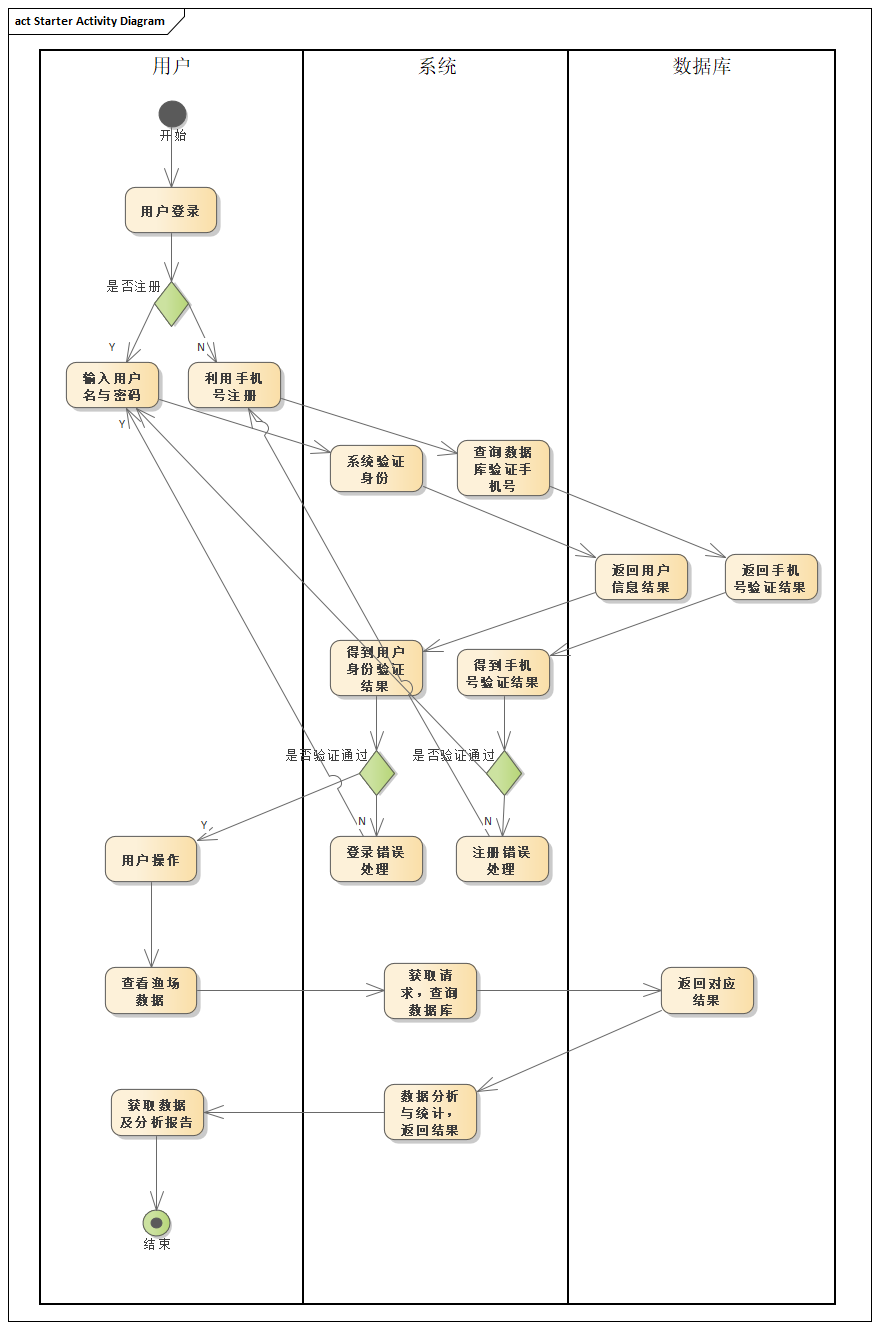 act Starter Activity Diagram
用户
系统
数据库
开始
用户登录
是否注册
Y
N
输入用户
名与密码
利用手机
号注册
Y
系统验证
身份
查询数据
库验证手
机号
返回用户
信息结果
返回手机
号验证结果
得到用户
身份验证
结果
得到手机
号验证结果
是否验证通过
是否验证通过
Y
N
N
用户操作
登录错误
处理
注册错误
处理
查看渔场
数据
获取请
求，查询
数据库
返回对应
结果
获取数据
及分析报告
数据分析
与统计，
返回结果
结束